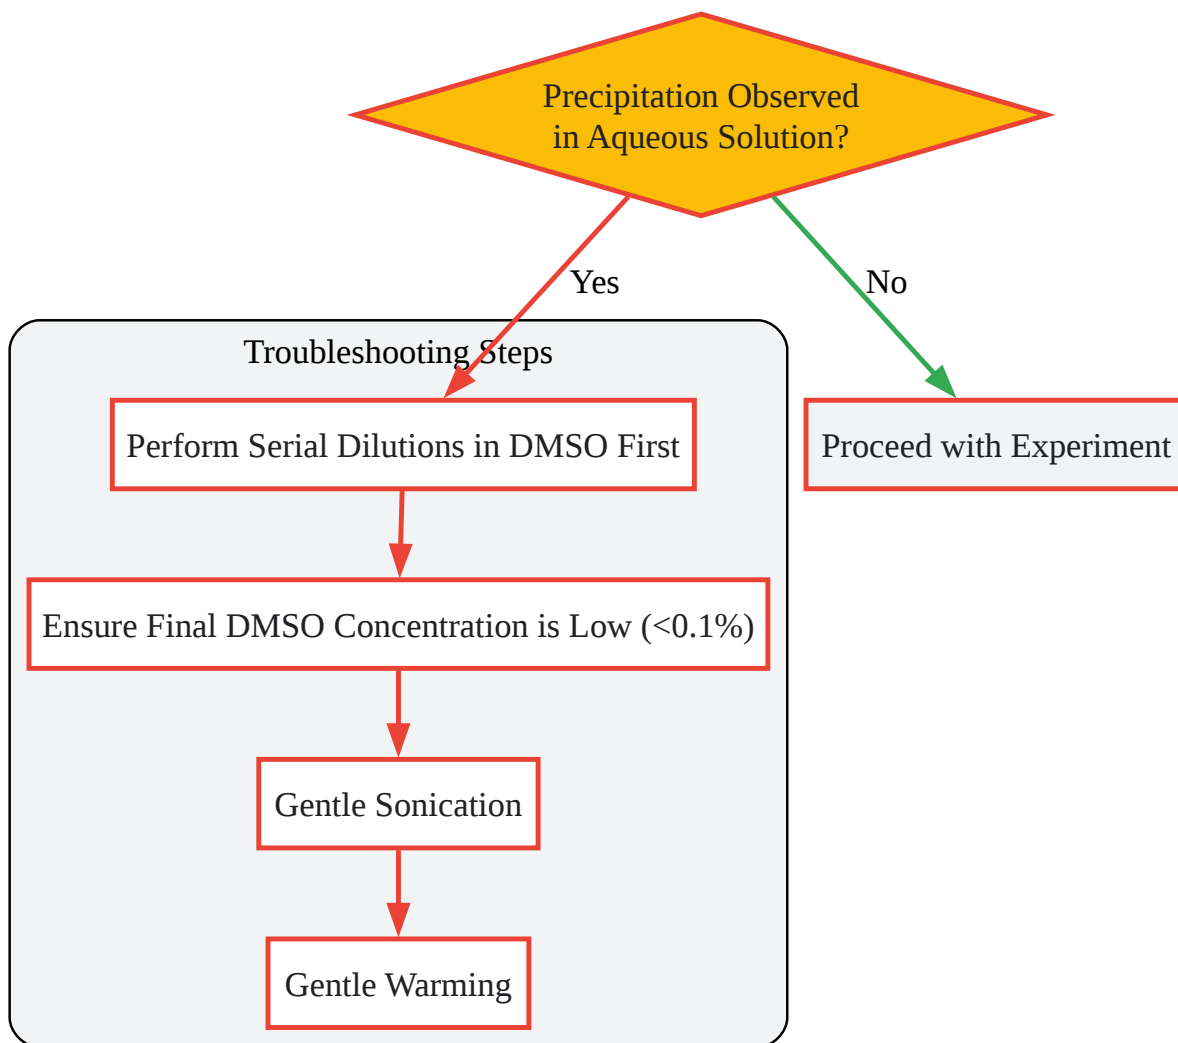 Precipitation Observed
in Aqueous Solution?
Yes
No
Troubleshooting Steps
Perform Serial Dilutions in DMSO First
Proceed with Experiment
Ensure Final DMSO Concentration is Low (<0.1%)
Gentle Sonication
Gentle Warming